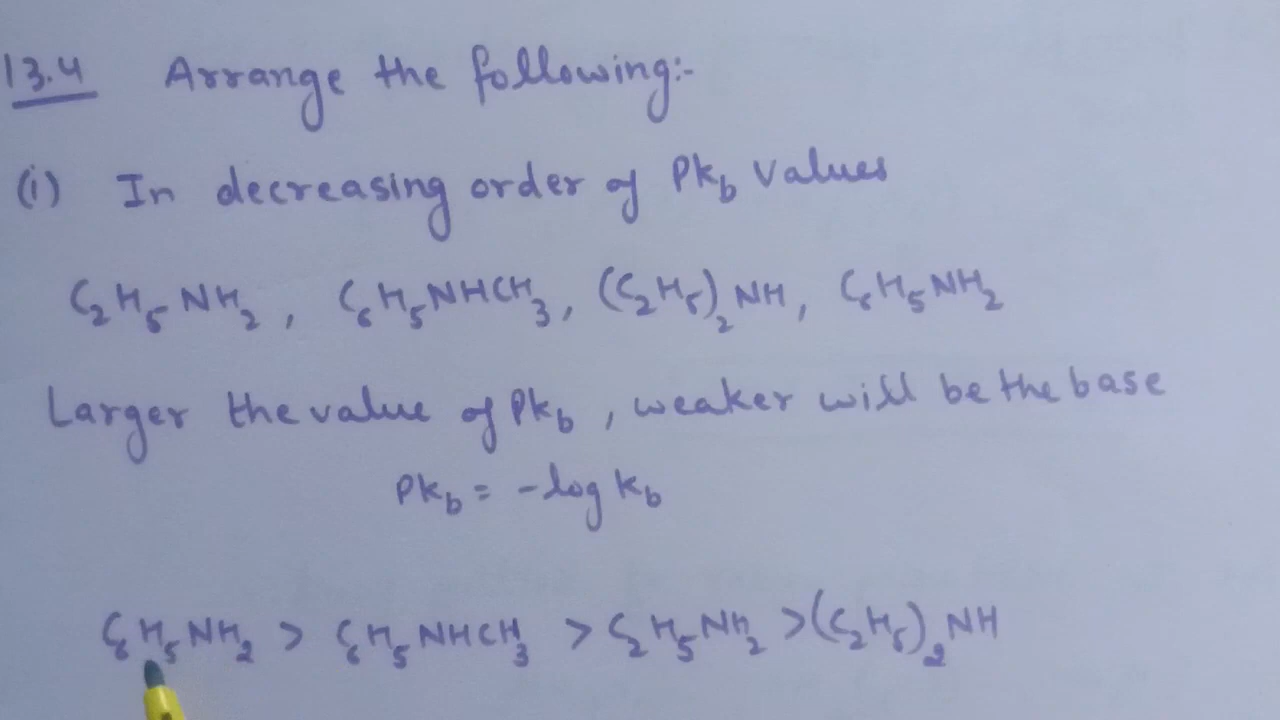 13.4 Arrange the following:-
(i) In decreasing order of Pkb values
C2H5NH2, C6H5NHCH3, (C2H5)2NH, C6H5NH2
Larger the value of Pkb, weaker will be the base
Pkb = -log kb
C6H5NH2 > C6H5NHCH3 > C2H5NH2 > (C2H5)2NH